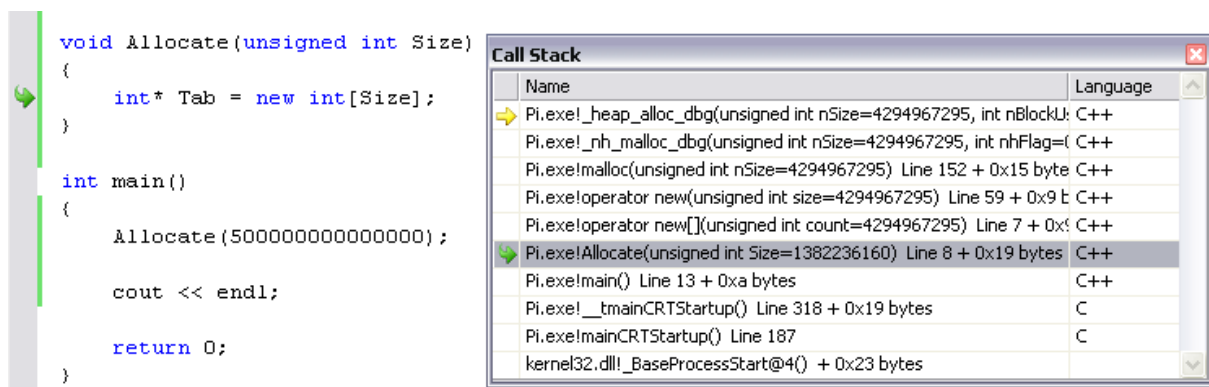 void Allocate(unsigned int Size)
{
int* Tab = new int[Size];
}
int main()
{
Allocate(500000000000000);
cout << endl;
return 0;
}
Call Stack
Name Language
Pi.exe!_heap_alloc_dbg(unsigned int nSize=4294967295, int nBlockU C++
Pi.exe!_nh_malloc_dbg(unsigned int nSize=4294967295, int nhFlag=( C++
Pi.exe!malloc(unsigned int nSize=4294967295) Line 152 + 0x15 byte C++
Pi.exe!operator new(unsigned int size=4294967295) Line 59 + 0x9 b C++
Pi.exe!operator new[](unsigned int count=4294967295) Line 7 + 0x9 C++
Pi.exe!Allocate(unsigned int Size=1382236160) Line 8 + 0x19 bytes C++
Pi.exe!main() Line 13 + 0xa bytes C++
Pi.exe!__tmainCRTStartup() Line 318 + 0x19 bytes C
Pi.exe!mainCRTStartup() Line 187 C
kernel32.dll!_BaseProcessStart@4() + 0x23 bytes